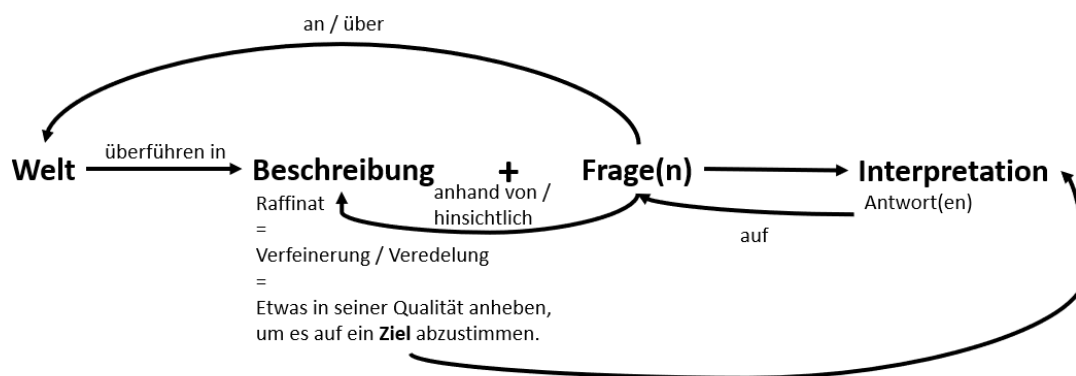 an / über
Welt
überführen in
Beschreibung
+
Frage(n)
Interpretation
Raffinat
=
Verfeinerung / Veredelung
=
Etwas in seiner Qualität anheben,
um es auf ein Ziel abzustimmen.
anhand von /
hinsichtlich
Antwort(en)
auf